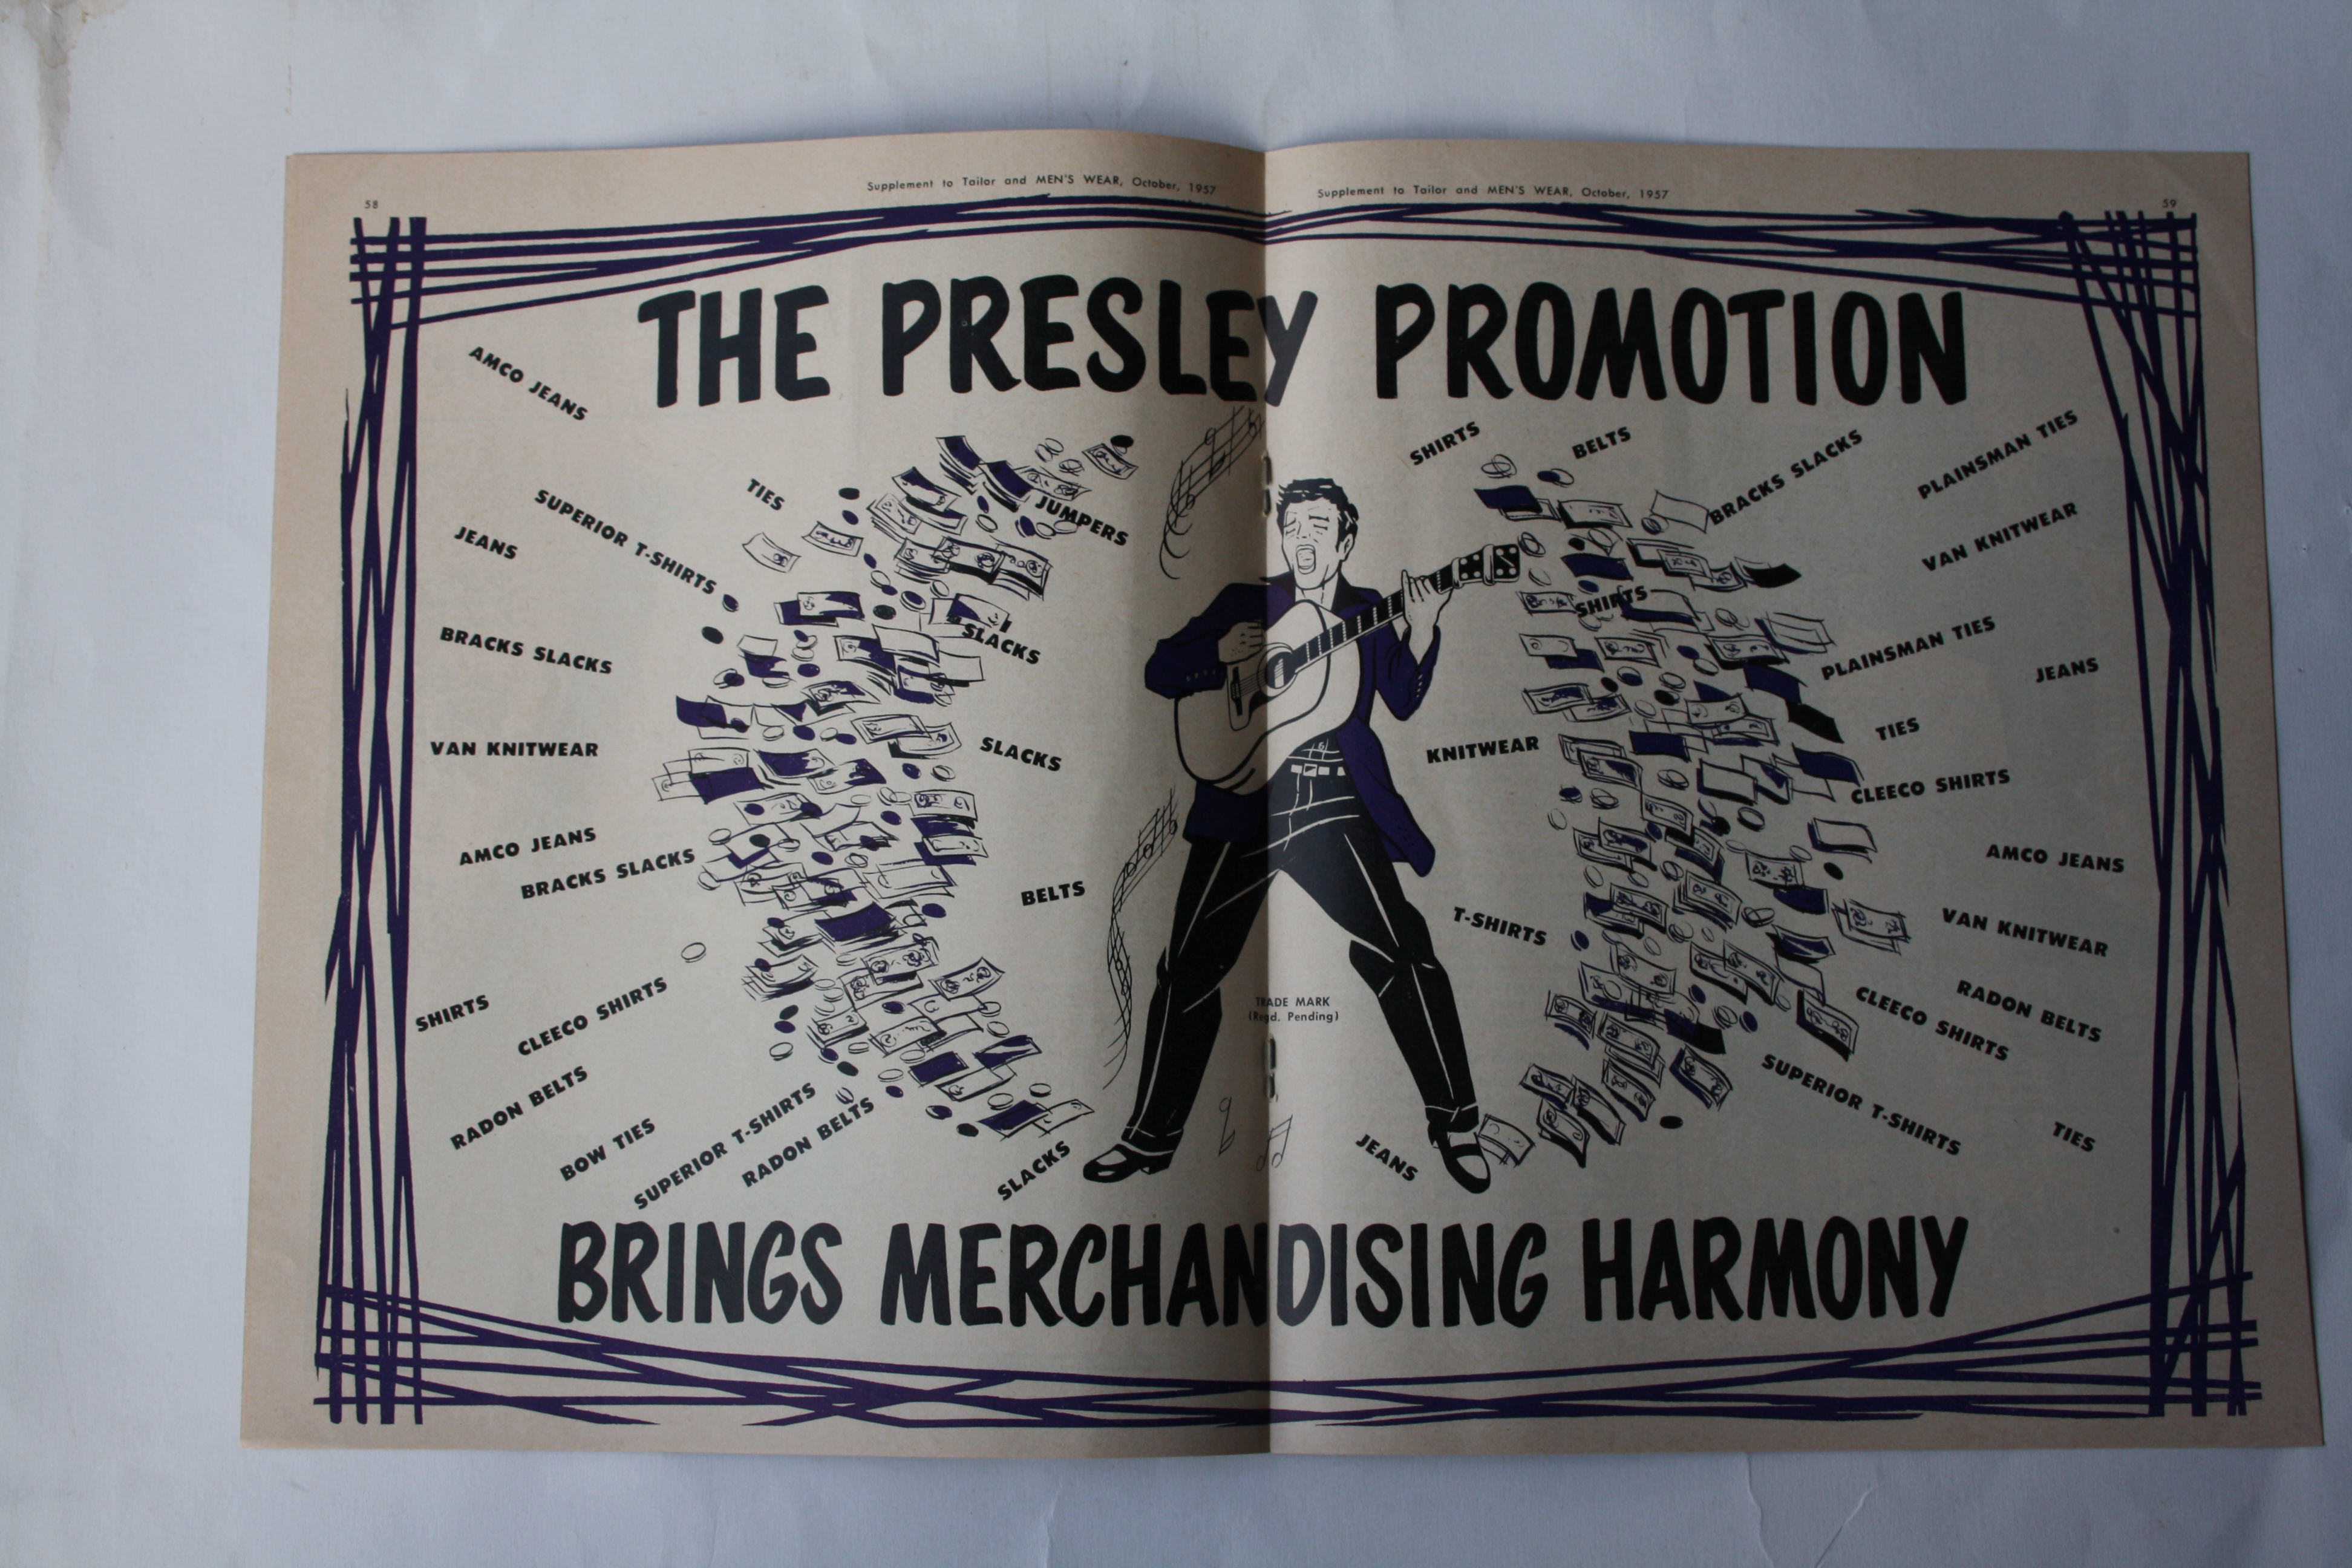 58
Supplement to Tailor and MEN'S WEAR, October, 1957
Supplement to Tailor and MEN'S WEAR, October, 1957
59
THE PRESLEY PROMOTION
AMCO JEANS
TIES
SUPERIOR T-SHIRTS
JUMPERS
JEANS
SLACKS
BRACKS SLACKS
VAN KNITWEAR
SLACKS
AMCO JEANS
BRACKS SLACKS
BELTS
SHIRTS
CLEECO SHIRTS
RADON BELTS
BOW TIES
SUPERIOR T-SHIRTS
RADON BELTS
SLACKS
SHIRTS
BELTS
BRACKS SLACKS
PLAINSMAN TIES
VAN KNITWEAR
SHIRTS
PLAINSMAN TIES
JEANS
TIES
KNITWEAR
CLEECO SHIRTS
AMCO JEANS
T-SHIRTS
VAN KNITWEAR
RADON BELTS
CLEECO SHIRTS
SUPERIOR T-SHIRTS
TIES
JEANS
TRADE MARK
(Regd. Pending)
BRINGS MERCHANDISING HARMONY